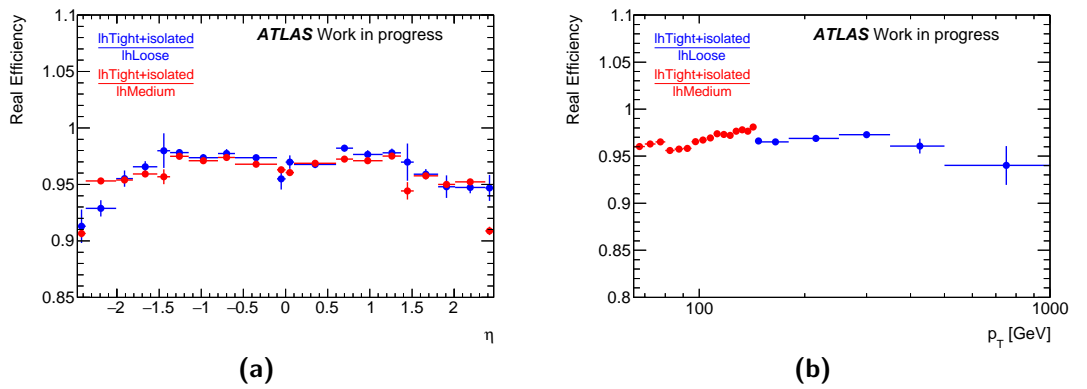 Real Efficiency
1.1
1.05
1
0.95
0.9
0.85
lhTight+isolated
lhLoose
lhTight+isolated
lhMedium
ATLAS Work in progress
−2 −1.5 −1 −0.5 0 0.5 1 1.5 2
η
(a)
Real Efficiency
1.1
1.05
1
0.95
0.9
0.85
0.8
lhTight+isolated
lhLoose
lhTight+isolated
lhMedium
ATLAS Work in progress
100 1000
p_T [GeV]
(b)